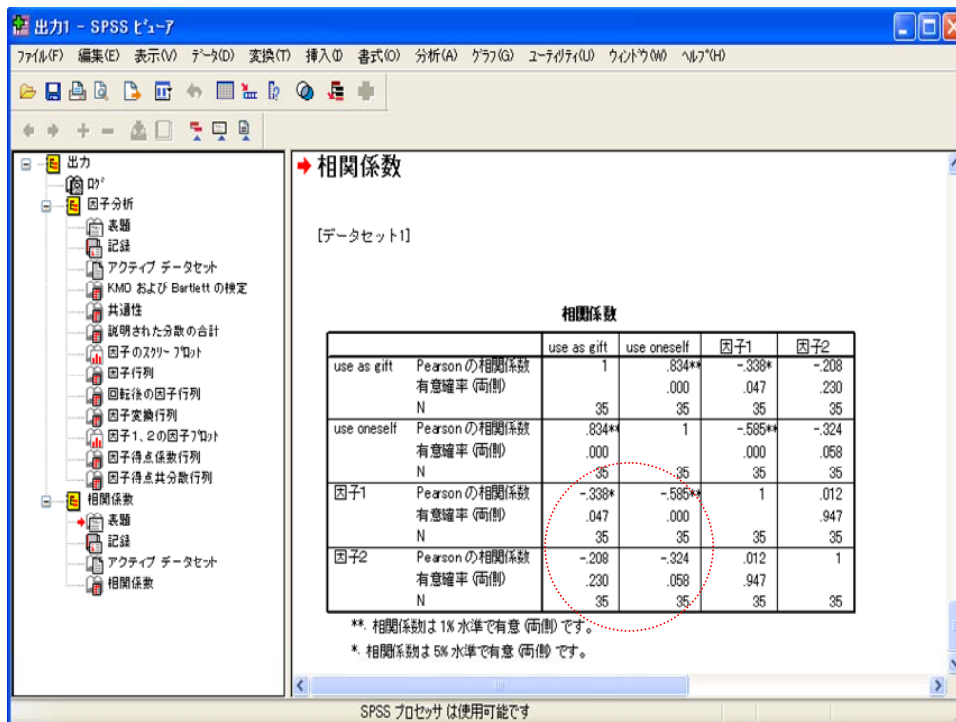 出力1 - SPSS ビューア
ファイル(F) 編集(E) 表示(V) データ(D) 変換(T) 挿入(I) 書式(O) 分析(A) グラフ(G) ユーティリティ(U) ウィンドウ(W) ヘルプ(H)
出力
ログ
因子分析
表題
記録
アクティブ データセット
KMO および Bartlett の検定
共通性
説明された分散の合計
因子のスクリー プロット
因子行列
回転後の因子行列
因子変換行列
因子1、2の因子プロット
因子得点係数行列
因子得点共分散行列
相関係数
表題
記録
アクティブ データセット
相関係数
相関係数
[データセット1]
相関係数
use as gift use oneself 因子1 因子2
use as gift Pearson の相関係数 1 .834** -.338* -.208
有意確率 (両側) .000 .047 .230
N 35 35 35 35
use oneself Pearson の相関係数 .834** 1 -.585** -.324
有意確率 (両側) .000 .000 .058
N 35 35 35 35
因子1 Pearson の相関係数 -.338* -.585** 1 .012
有意確率 (両側) .047 .000 .947
N 35 35 35 35
因子2 Pearson の相関係数 -.208 -.324 .012 1
有意確率 (両側) .230 .058 .947
N 35 35 35 35
**. 相関係数は 1% 水準で有意 (両側) です。
*. 相関係数は 5% 水準で有意 (両側) です。
SPSS プロセッサ は使用可能です